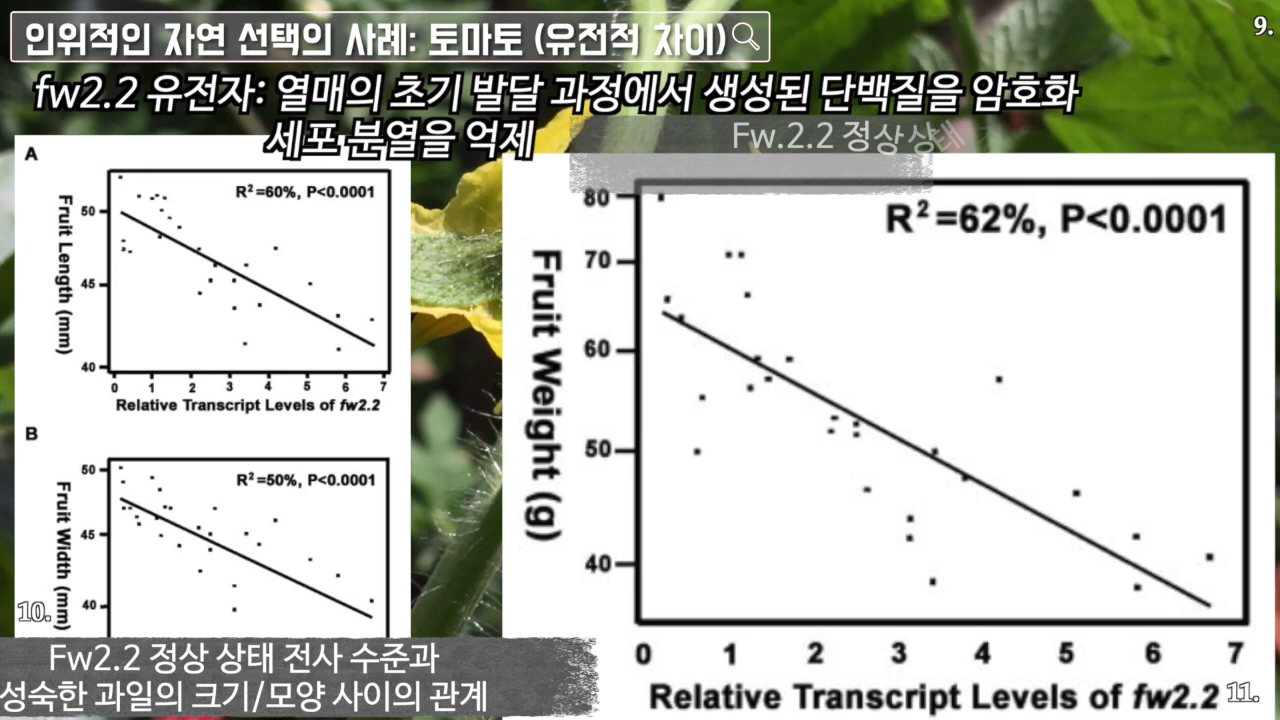 인위적인 자연 선택의 사례: 토마토 (유전적 차이)
9.
fw2.2 유전자: 열매의 초기 발달 과정에서 생성된 단백질을 암호화
세포 분열을 억제
Fw.2.2 정상 상태
A
R²=60%, P<0.0001
Fruit Length (mm)
50
45
40
0 1 2 3 4 5 6 7
Relative Transcript Levels of fw2.2
B
R²=50%, P<0.0001
Fruit Width (mm)
50
45
40
10.
Fw2.2 정상 상태 전사 수준과
성숙한 과일의 크기/모양 사이의 관계
R²=62%, P<0.0001
Fruit Weight (g)
80
70
60
50
40
0 1 2 3 4 5 6 7
Relative Transcript Levels of fw2.2
11.